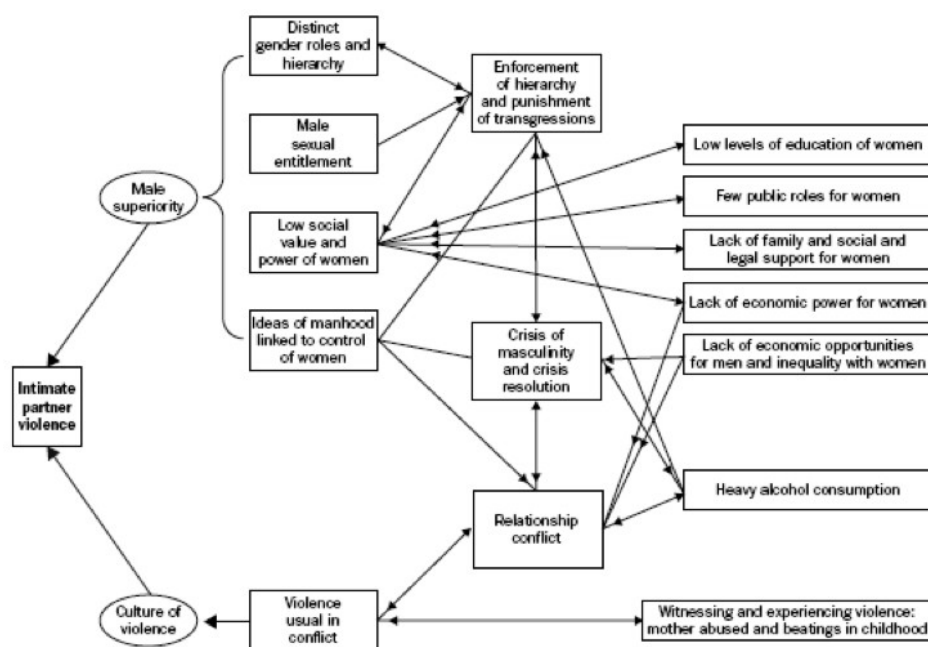 Distinct
gender roles and
hierarchy
Enforcement
of hierarchy
and punishment
of transgressions
Male
sexual
entitlement
Low levels of education of women
Male
superiority
Few public roles for women
Low social
value and
power of women
Lack of family and social and
legal support for women
Lack of economic power for women
Ideas of manhood
linked to control
of women
Crisis of
masculinity
and crisis
resolution
Lack of economic opportunities
for men and inequality with women
Intimate
partner
violence
Heavy alcohol consumption
Relationship
conflict
Culture of
violence
Violence
usual in
conflict
Witnessing and experiencing violence:
mother abused and beatings in childhood